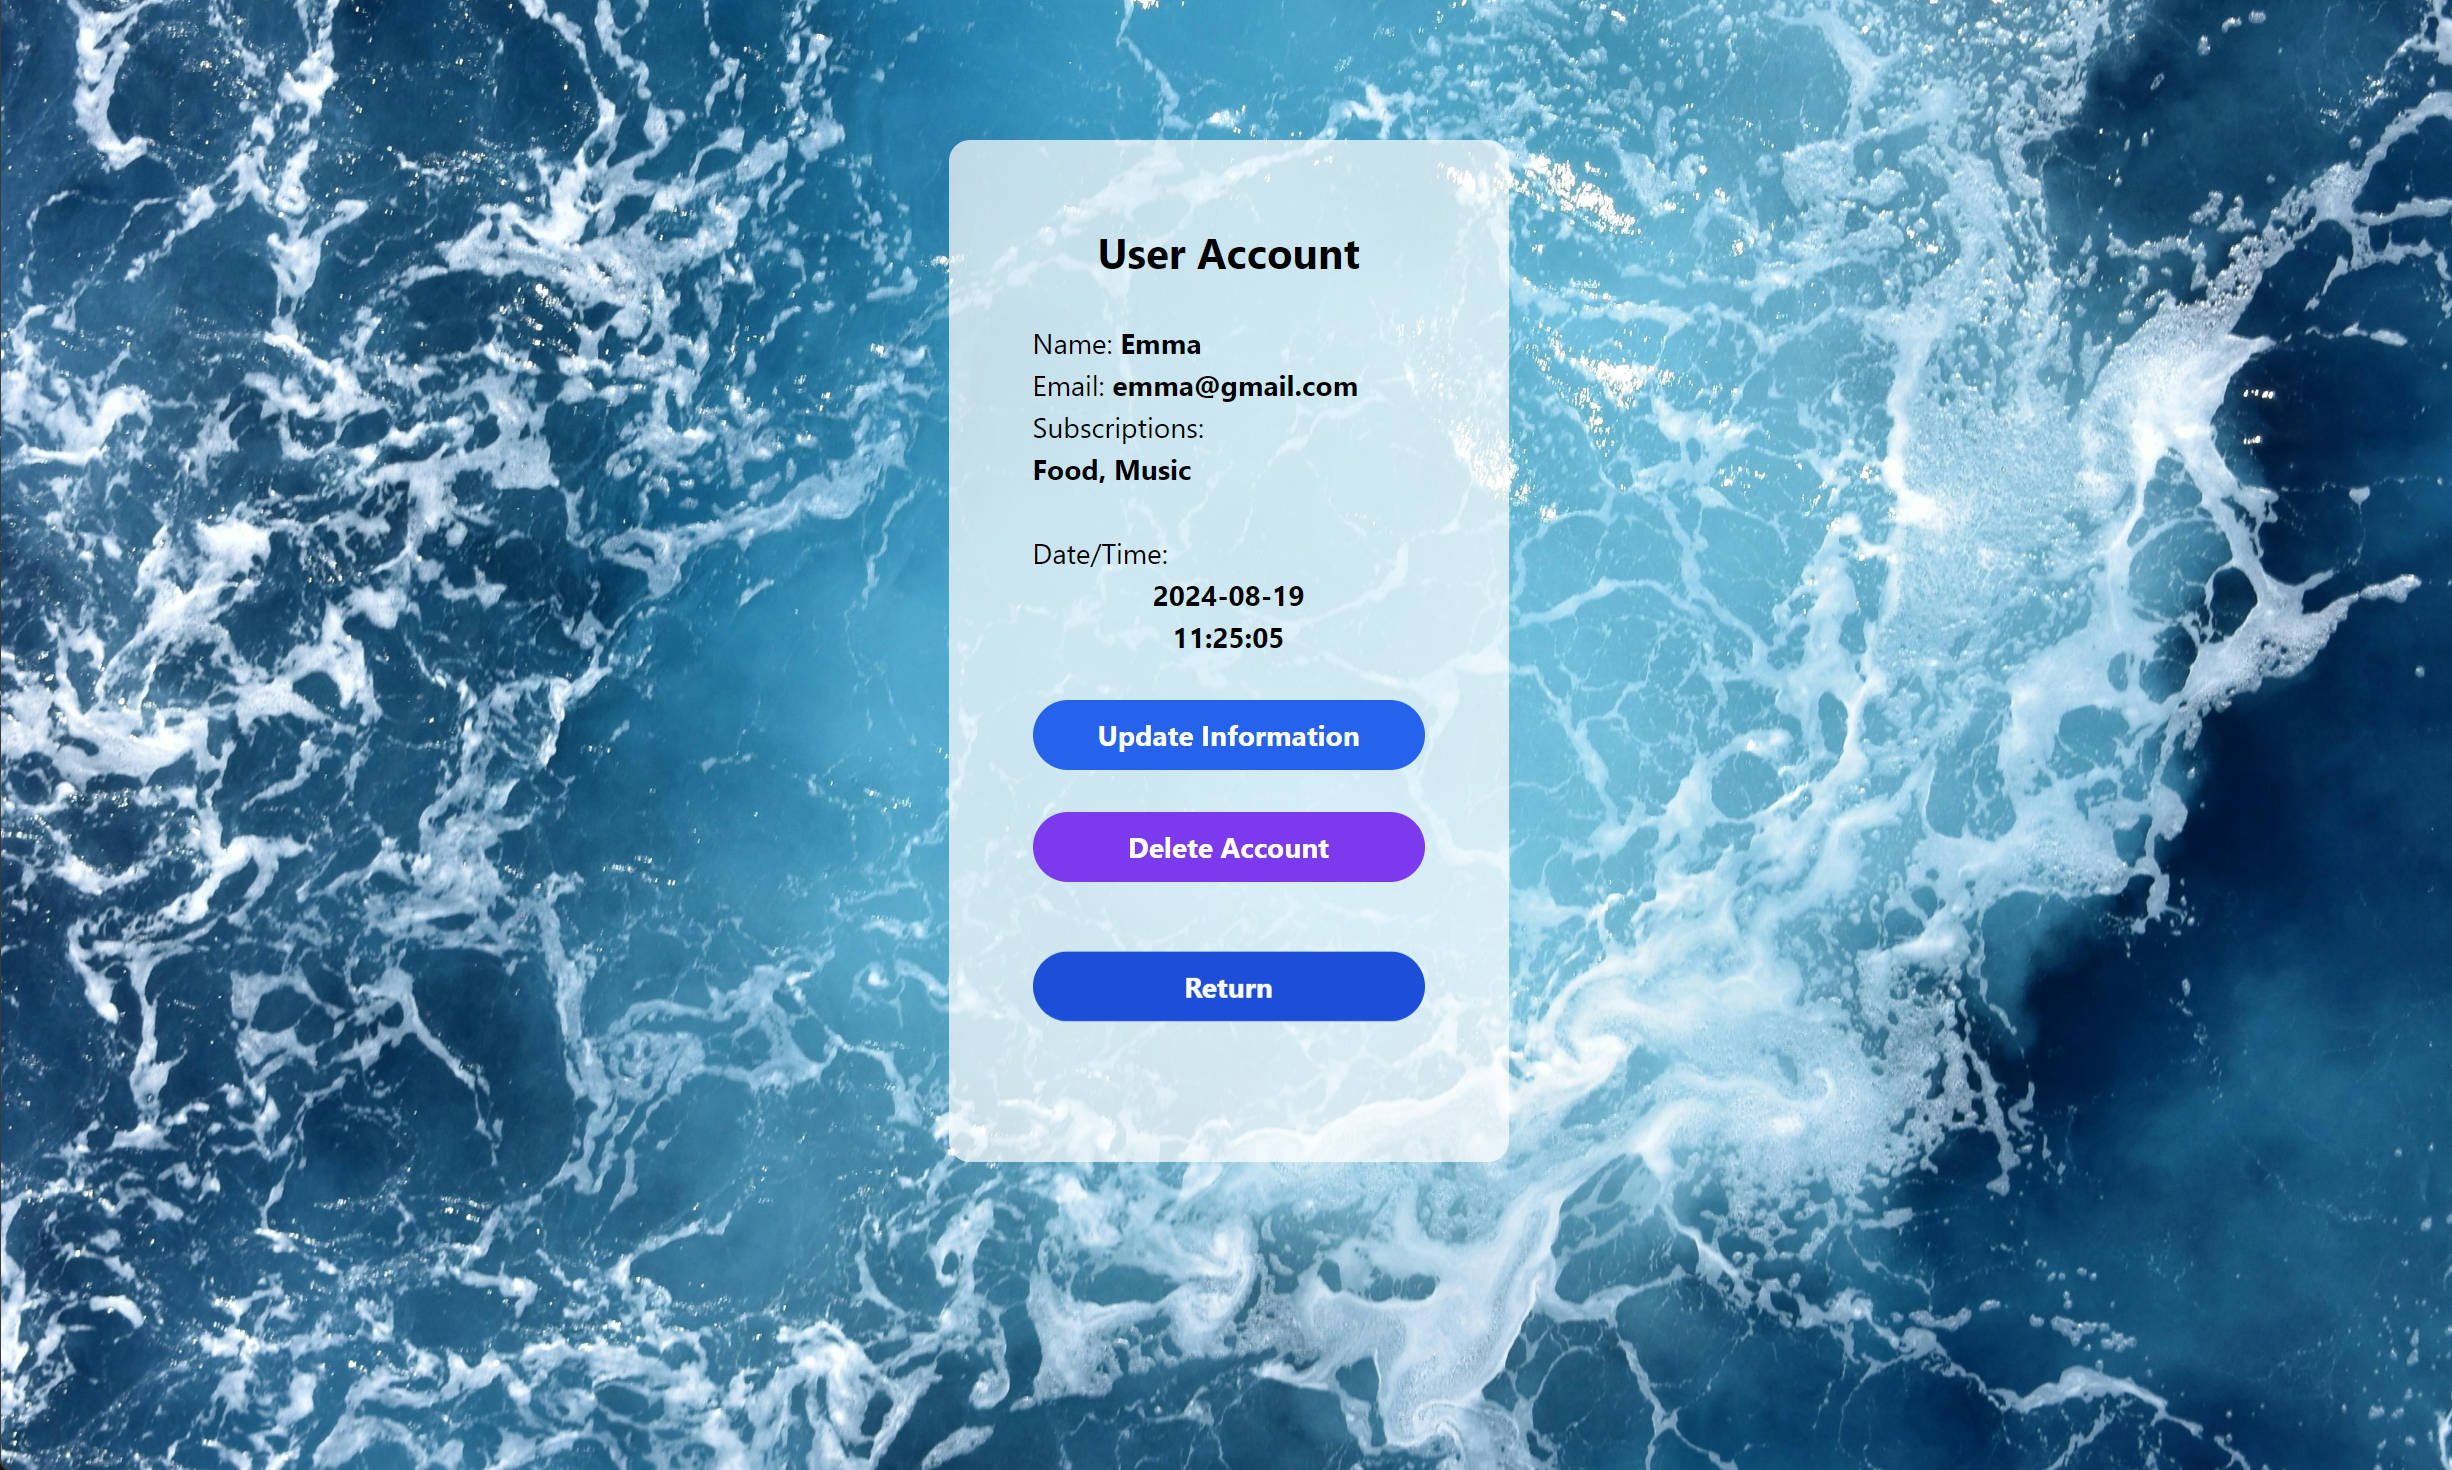 User Account
Name: Emma
Email: emma@gmail.com
Subscriptions:
Food, Music
Date/Time:
2024-08-19
11:25:05
Update Information
Delete Account
Return